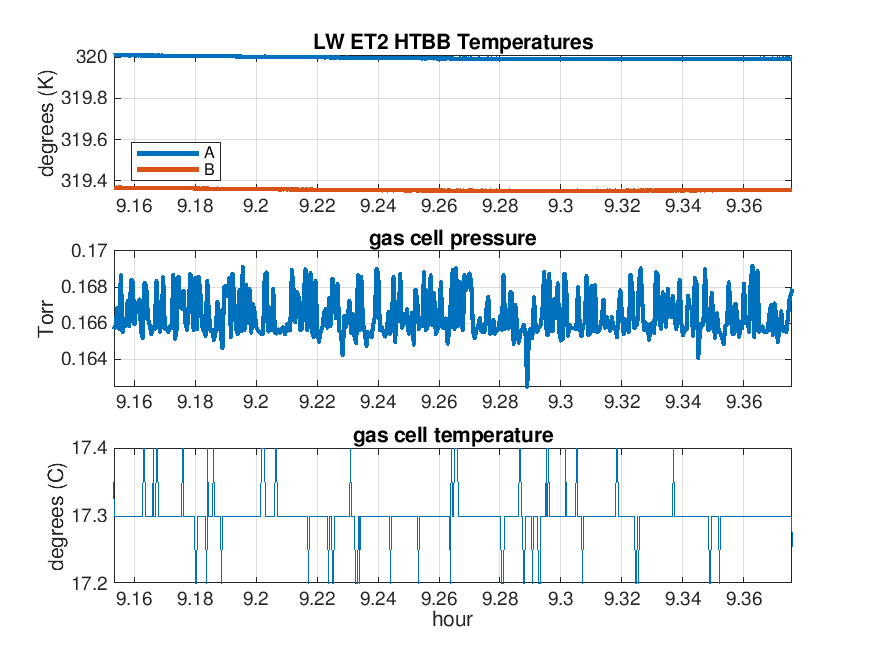 LW ET2 HTBB Temperatures
320
319.8
319.6
319.4
degrees (K)
A
B
9.16 9.18 9.2 9.22 9.24 9.26 9.28 9.3 9.32 9.34 9.36
gas cell pressure
0.17
0.168
0.166
0.164
Torr
9.16 9.18 9.2 9.22 9.24 9.26 9.28 9.3 9.32 9.34 9.36
gas cell temperature
17.4
17.3
17.2
degrees (C)
9.16 9.18 9.2 9.22 9.24 9.26 9.28 9.3 9.32 9.34 9.36
hour